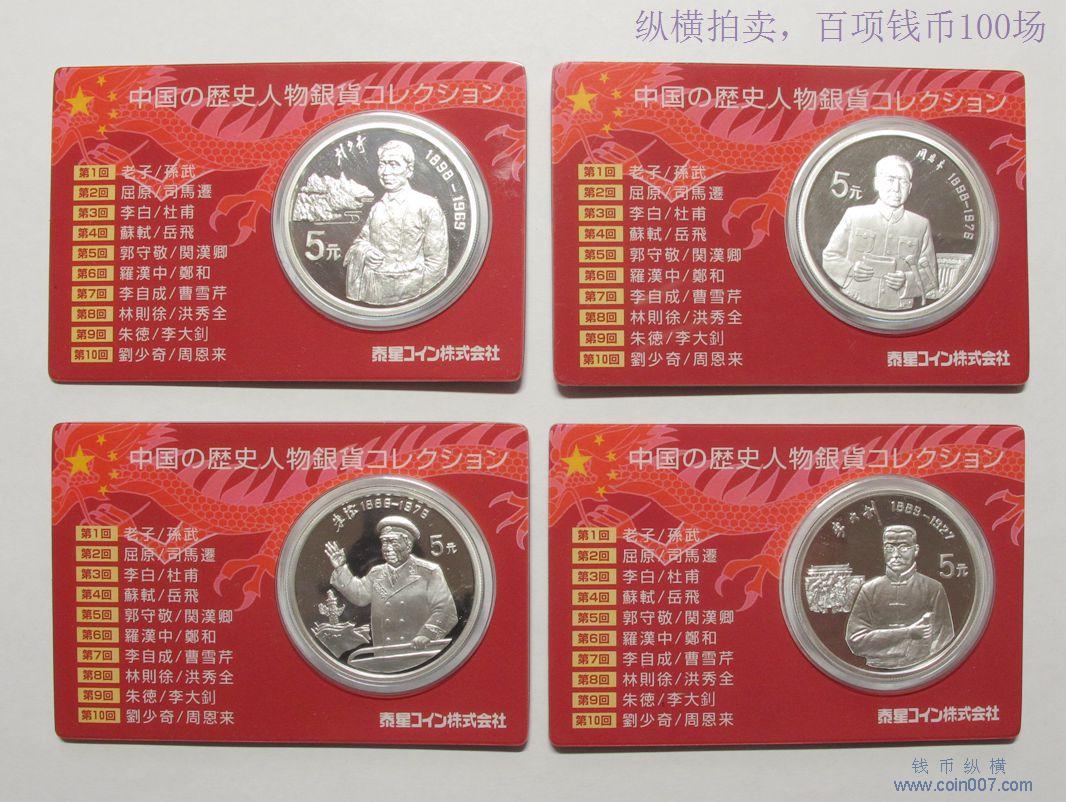 纵横拍卖，百项钱币100场
中国の歴史人物銀貨コレクション
第1回 老子/孫武
第2回 屈原/司馬遷
第3回 李白/杜甫
第4回 蘇軾/岳飛
第5回 郭守敬/関漢卿
第6回 羅漢中/鄭和
第7回 李自成/曹雪芹
第8回 林則徐/洪秀全
第9回 朱徳/李大釗
第10回 劉少奇/周恩来
刘少奇
1898-1969
5元
泰星コイン株式会社
中国の歴史人物銀貨コレクション
第1回 老子/孫武
第2回 屈原/司馬遷
第3回 李白/杜甫
第4回 蘇軾/岳飛
第5回 郭守敬/関漢卿
第6回 羅漢中/鄭和
第7回 李自成/曹雪芹
第8回 林則徐/洪秀全
第9回 朱徳/李大釗
第10回 劉少奇/周恩来
周恩来
1898-1976
5元
泰星コイン株式会社
中国の歴史人物銀貨コレクション
第1回 老子/孫武
第2回 屈原/司馬遷
第3回 李白/杜甫
第4回 蘇軾/岳飛
第5回 郭守敬/関漢卿
第6回 羅漢中/鄭和
第7回 李自成/曹雪芹
第8回 林則徐/洪秀全
第9回 朱徳/李大釗
第10回 劉少奇/周恩来
朱德 1886-1976
5元
泰星コイン株式会社
中国の歴史人物銀貨コレクション
第1回 老子/孫武
第2回 屈原/司馬遷
第3回 李白/杜甫
第4回 蘇軾/岳飛
第5回 郭守敬/関漢卿
第6回 羅漢中/鄭和
第7回 李自成/曹雪芹
第8回 林則徐/洪秀全
第9回 朱徳/李大釗
第10回 劉少奇/周恩来
李大钊 1889-1927
5元
泰星コイン株式会社
钱币纵横
www.coin007.com